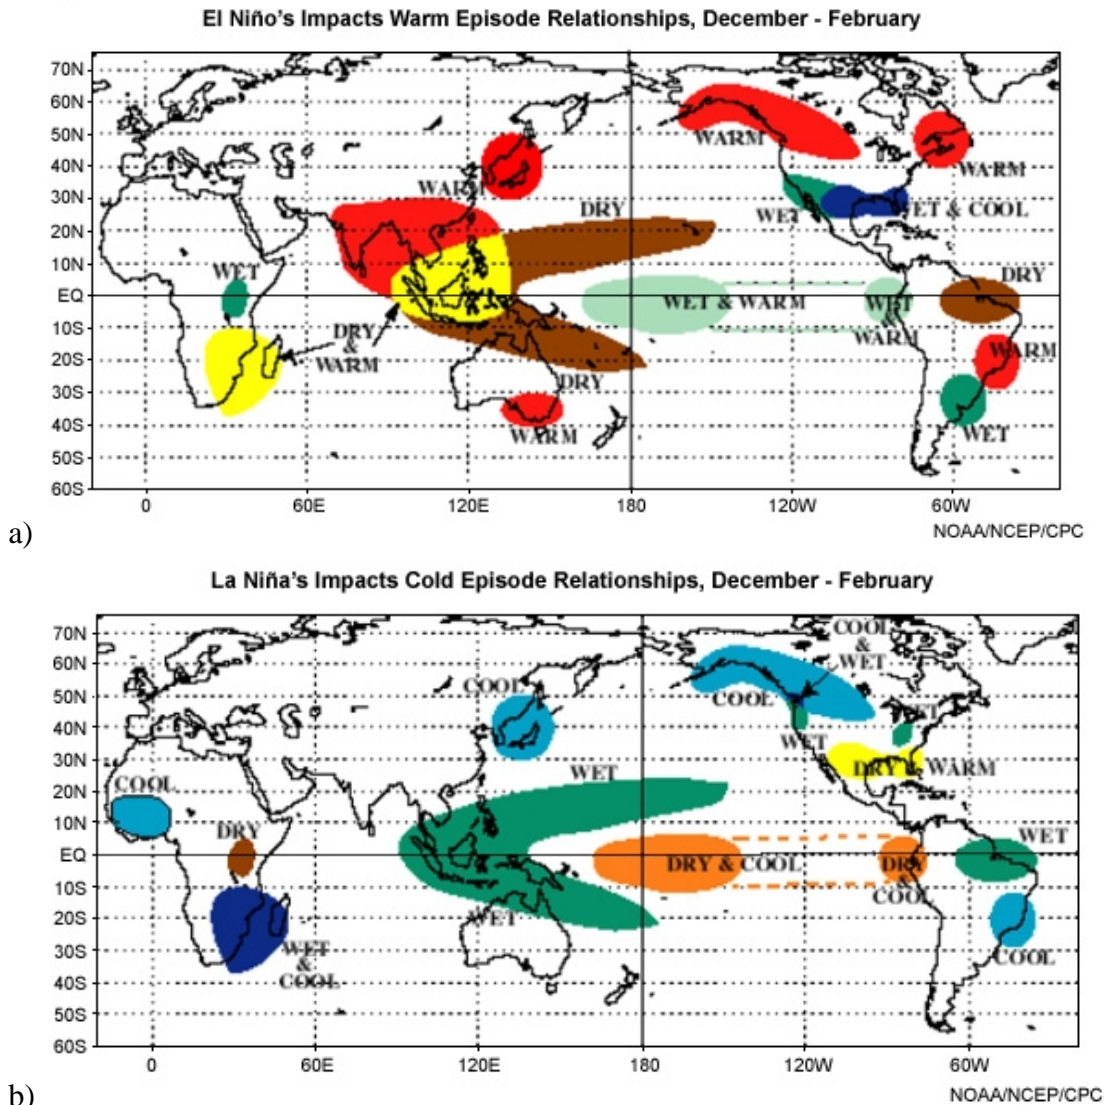 El Niño's Impacts Warm Episode Relationships, December - February
70N
60N
50N
40N
30N
20N
10N
EQ
10S
20S
30S
40S
50S
60S
WARM
WARM
WARM
DRY
WET
WET & COOL
WET
DRY
WET & WARM
WET
&
WARM
DRY
&
WARM
WARM
DRY
WARM
WET
0
60E
120E
180
120W
60W
NOAA/NCEP/CPC
a)
La Niña's Impacts Cold Episode Relationships, December - February
70N
60N
50N
40N
30N
20N
10N
EQ
10S
20S
30S
40S
50S
60S
COOL
&
WET
COOL
COOL
WET
WET
DRY & WARM
WET
COOL
DRY
WET
DRY & COOL
DRY
&
COOL
WET
WET
&
COOL
COOL
0
60E
120E
180
120W
60W
NOAA/NCEP/CPC
b)